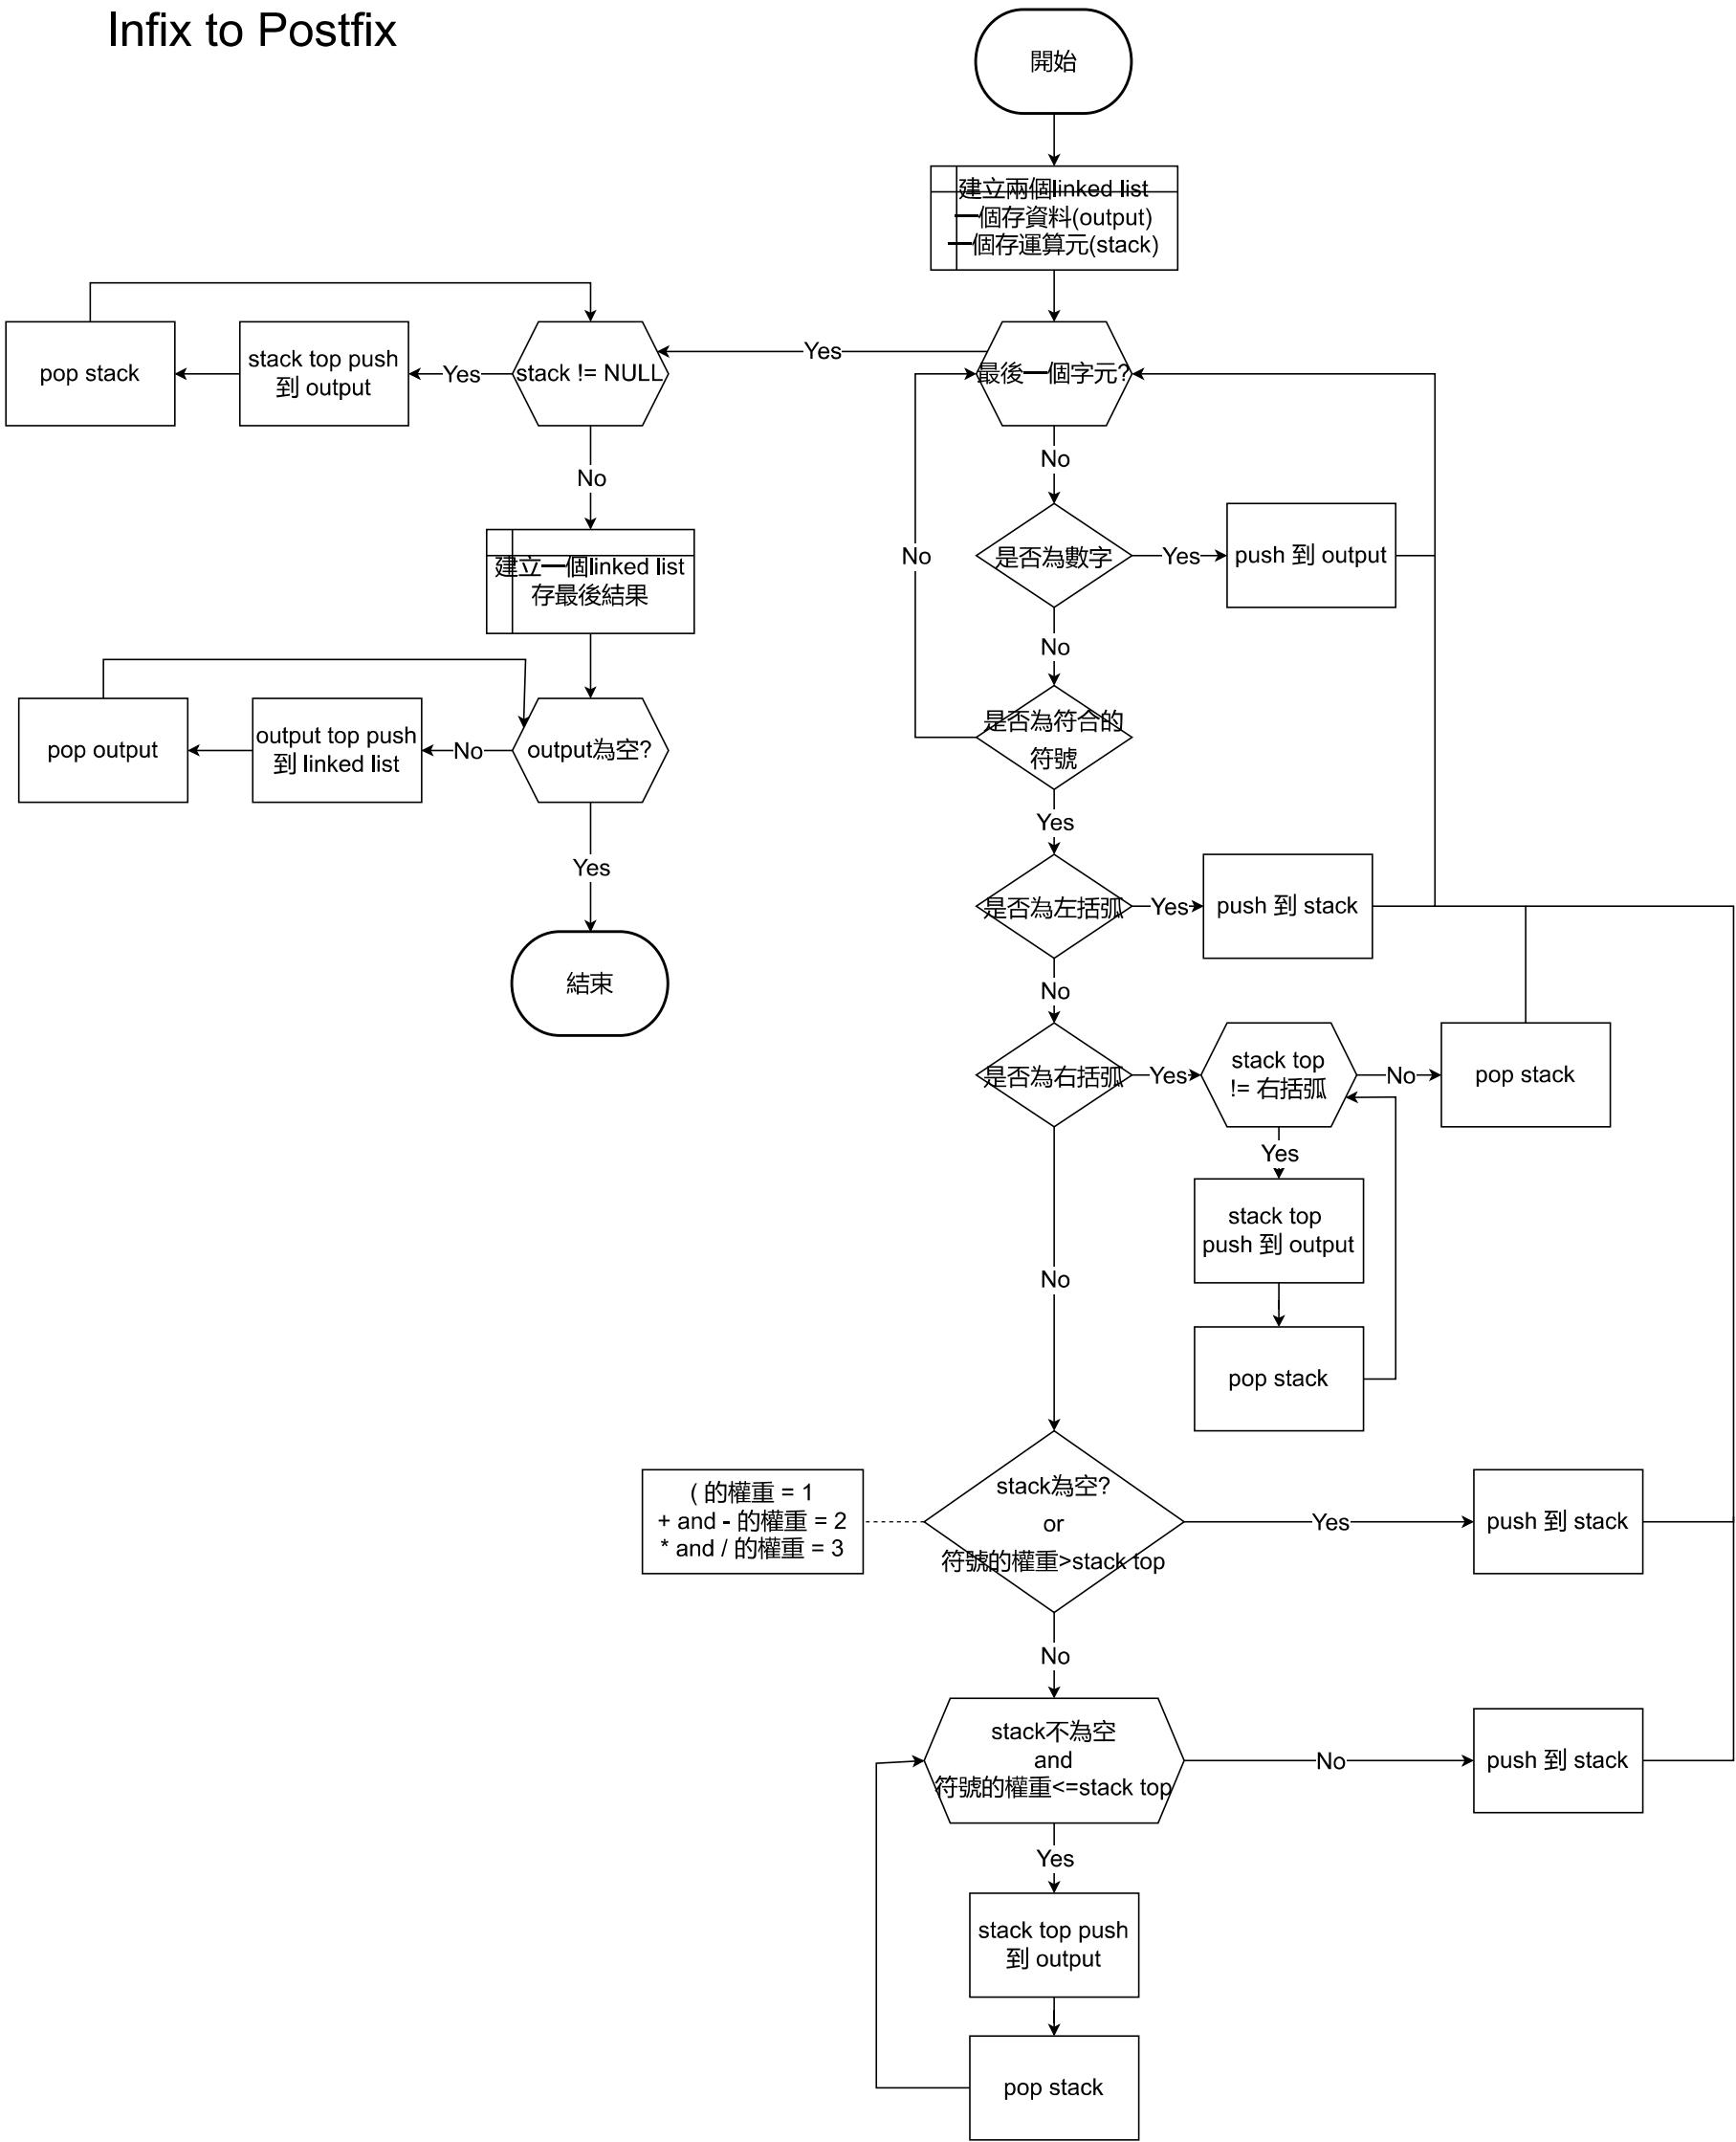 Infix to Postfix
開始
建立兩個linked list
一個存資料(output)
一個存運算元(stack)
最後一個字元?
Yes
stack != NULL
Yes
stack top push
到 output
pop stack
No
建立一個linked list
存最後結果
output為空?
No
output top push
到 linked list
pop output
Yes
結束
No
是否為數字
Yes
push 到 output
No
是否為符合的
符號
No
Yes
是否為左括弧
Yes
push 到 stack
No
是否為右括弧
Yes
stack top
!= 右括弧
No
pop stack
Yes
stack top
push 到 output
pop stack
No
( 的權重 = 1
+ and - 的權重 = 2
* and / 的權重 = 3
stack為空?
or
符號的權重>stack top
Yes
push 到 stack
No
stack不為空
and
符號的權重<=stack top
No
push 到 stack
Yes
stack top push
到 output
pop stack